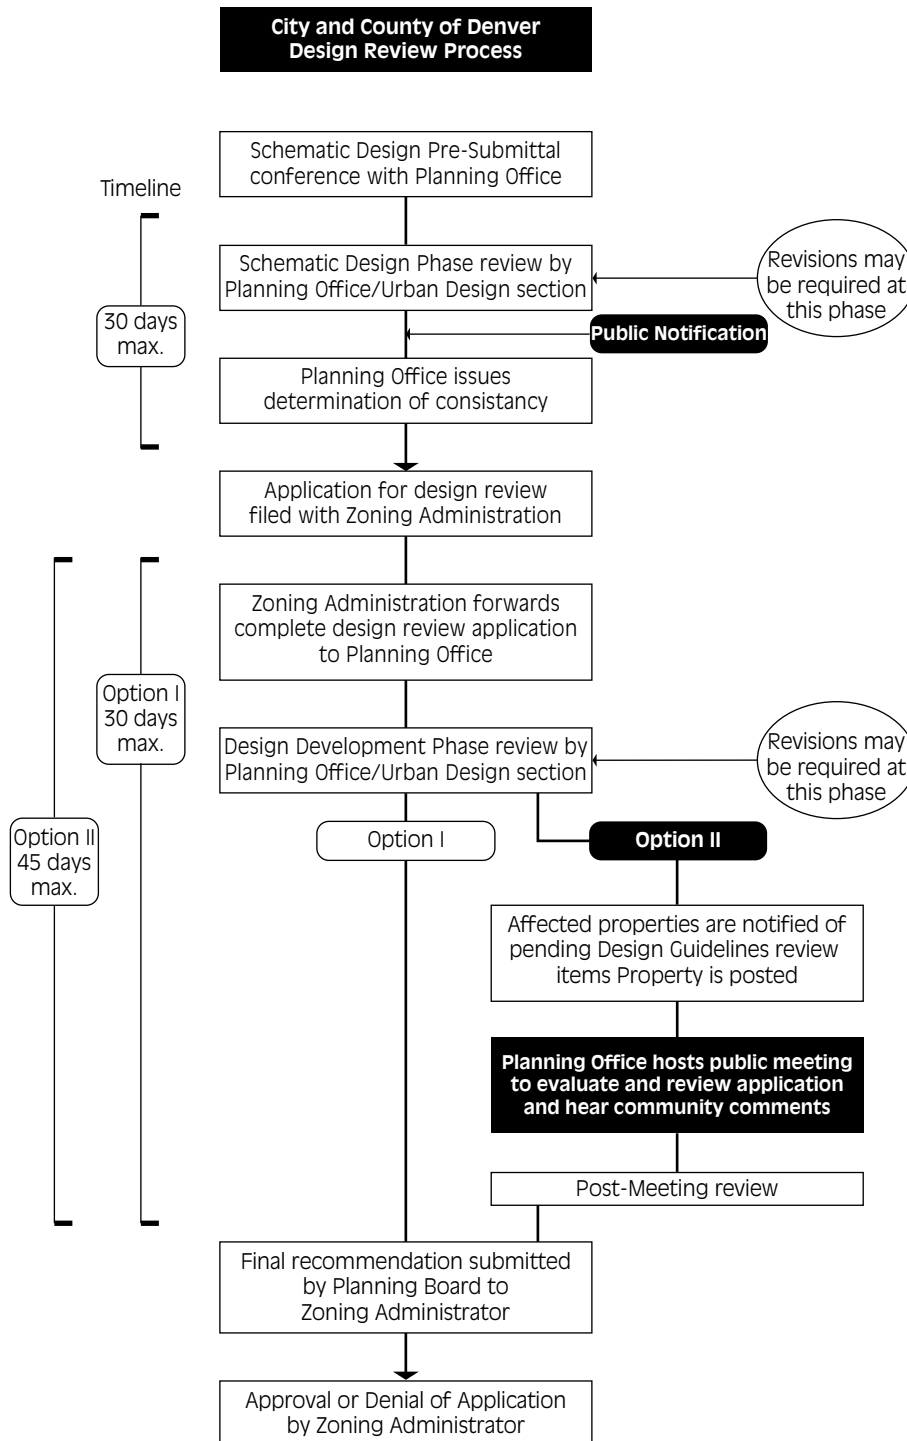 City and County of Denver
Design Review Process
Schematic Design Pre-Submittal
conference with Planning Office
Timeline
Schematic Design Phase review by
Planning Office/Urban Design section
Revisions may
be required at
this phase
30 days
max.
Public Notification
Planning Office issues
determination of consistancy
Application for design review
filed with Zoning Administration
Zoning Administration forwards
complete design review application
to Planning Office
Option I
30 days
max.
Design Development Phase review by
Planning Office/Urban Design section
Revisions may
be required at
this phase
Option II
45 days
max.
Option I
Option II
Affected properties are notified of
pending Design Guidelines review
items Property is posted
Planning Office hosts public meeting
to evaluate and review application
and hear community comments
Post-Meeting review
Final recommendation submitted
by Planning Board to
Zoning Administrator
Approval or Denial of Application
by Zoning Administrator